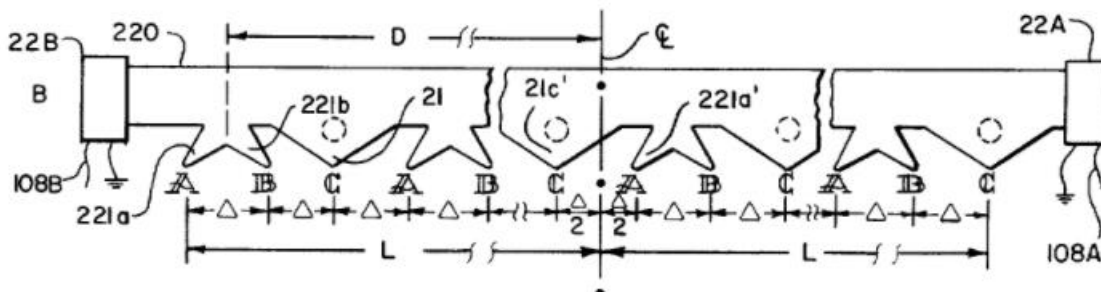 22B 220 D ℄ 22A
B 221b 21 21c' 221a'
108B A B C A B C A B C A B C
221a Δ Δ Δ Δ Δ/2 Δ/2 Δ Δ Δ Δ
L L 108A